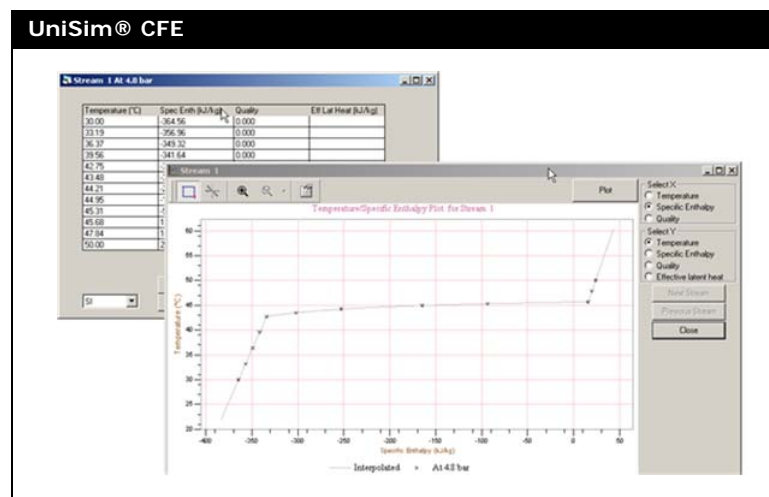 UniSim® CFE
Stream 1 At 4.8 bar
Temperature (°C) Spec Enth (kJ/kg) Quality Eff Lat Heat (kJ/kg)
30.00 -364.56 0.000
33.19 -356.96 0.000
36.37 -349.32 0.000
39.56 -341.64 0.000
42.75
43.48
44.21
44.95
45.31
45.68
47.84
50.00
SI
Stream 1
Plot
Temperature/Specific Enthalpy Plot for Stream 1
Select X
Temperature
Specific Enthalpy
Quality
Select Y
Temperature
Specific Enthalpy
Quality
Effective latent heat
New Stream
Previous Stream
Close
Temperature (°C)
60
55
50
45
40
35
30
25
20
-400 -350 -300 -250 -200 -150 -100 -50 0 50
Specific Enthalpy (kJ/kg)
Interpolated × At 4.8 bar